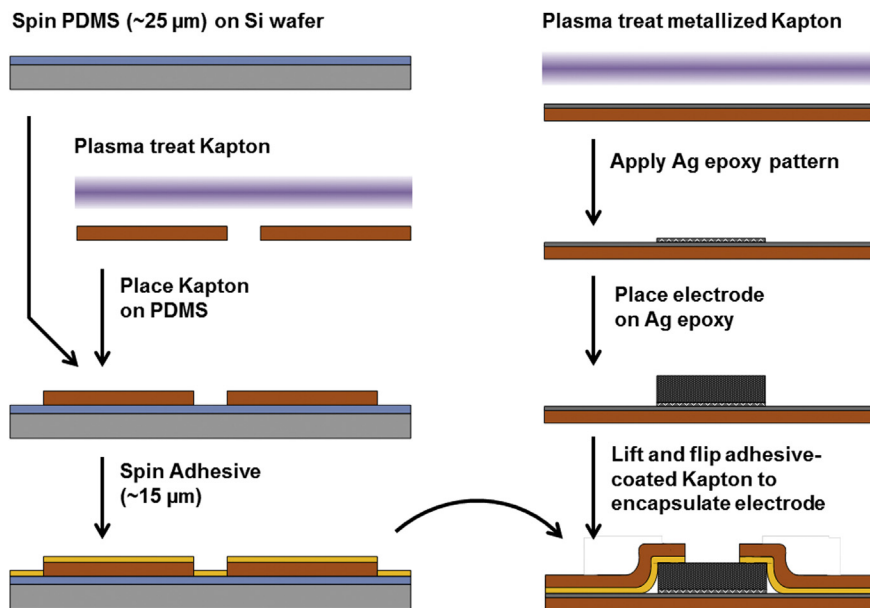 Spin PDMS (~25 µm) on Si wafer
Plasma treat Kapton
Place Kapton
on PDMS
Spin Adhesive
(~15 µm)
Plasma treat metallized Kapton
Apply Ag epoxy pattern
Place electrode
on Ag epoxy
Lift and flip adhesive-
coated Kapton to
encapsulate electrode